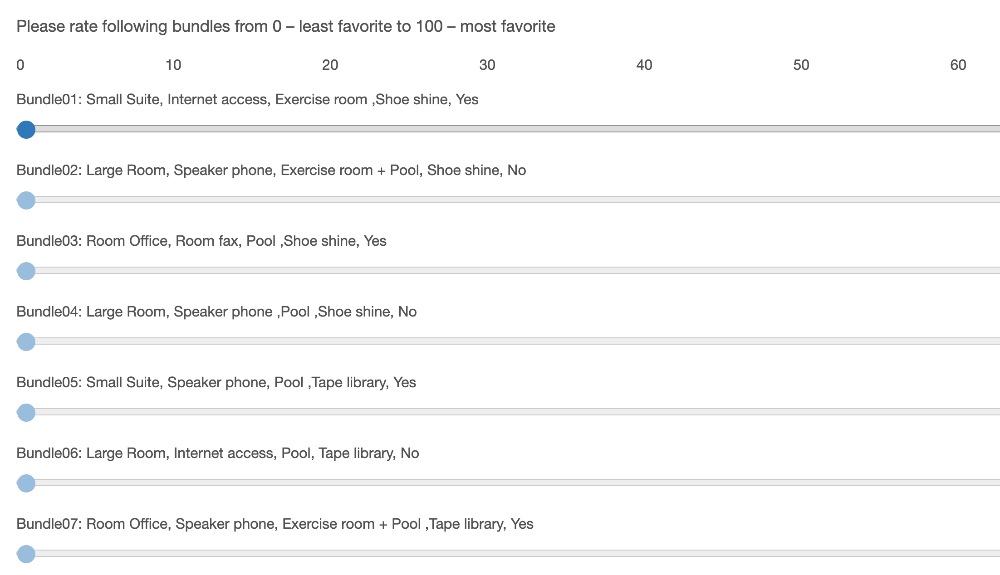 Please rate following bundles from 0 – least favorite to 100 – most favorite
0 10 20 30 40 50 60
Bundle01: Small Suite, Internet access, Exercise room ,Shoe shine, Yes
Bundle02: Large Room, Speaker phone, Exercise room + Pool, Shoe shine, No
Bundle03: Room Office, Room fax, Pool ,Shoe shine, Yes
Bundle04: Large Room, Speaker phone ,Pool ,Shoe shine, No
Bundle05: Small Suite, Speaker phone, Pool ,Tape library, Yes
Bundle06: Large Room, Internet access, Pool, Tape library, No
Bundle07: Room Office, Speaker phone, Exercise room + Pool ,Tape library, Yes